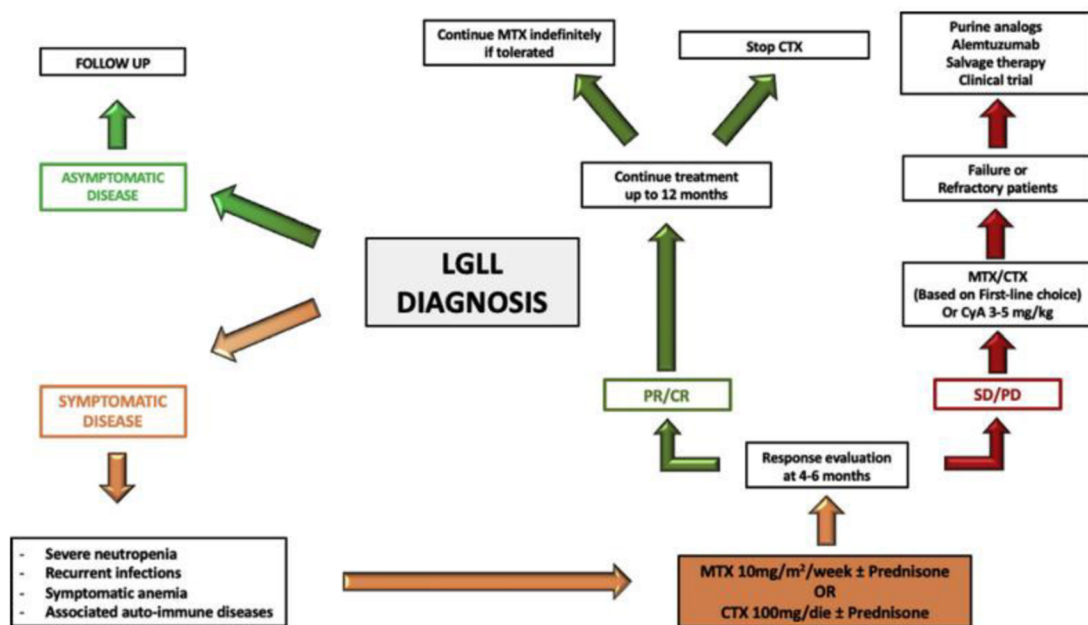 Continue MTX indefinitely
if tolerated
Stop CTX
Purine analogs
Alemtuzumab
Salvage therapy
Clinical trial
FOLLOW UP
ASYMPTOMATIC
DISEASE
Continue treatment
up to 12 months
Failure or
Refractory patients
LGLL
DIAGNOSIS
MTX/CTX
(Based on First-line choice)
Or CyA 3-5 mg/kg
SYMPTOMATIC
DISEASE
PR/CR
SD/PD
Response evaluation
at 4-6 months
- Severe neutropenia
- Recurrent infections
- Symptomatic anemia
- Associated auto-immune diseases
MTX 10mg/m²/week ± Prednisone
OR
CTX 100mg/die ± Prednisone